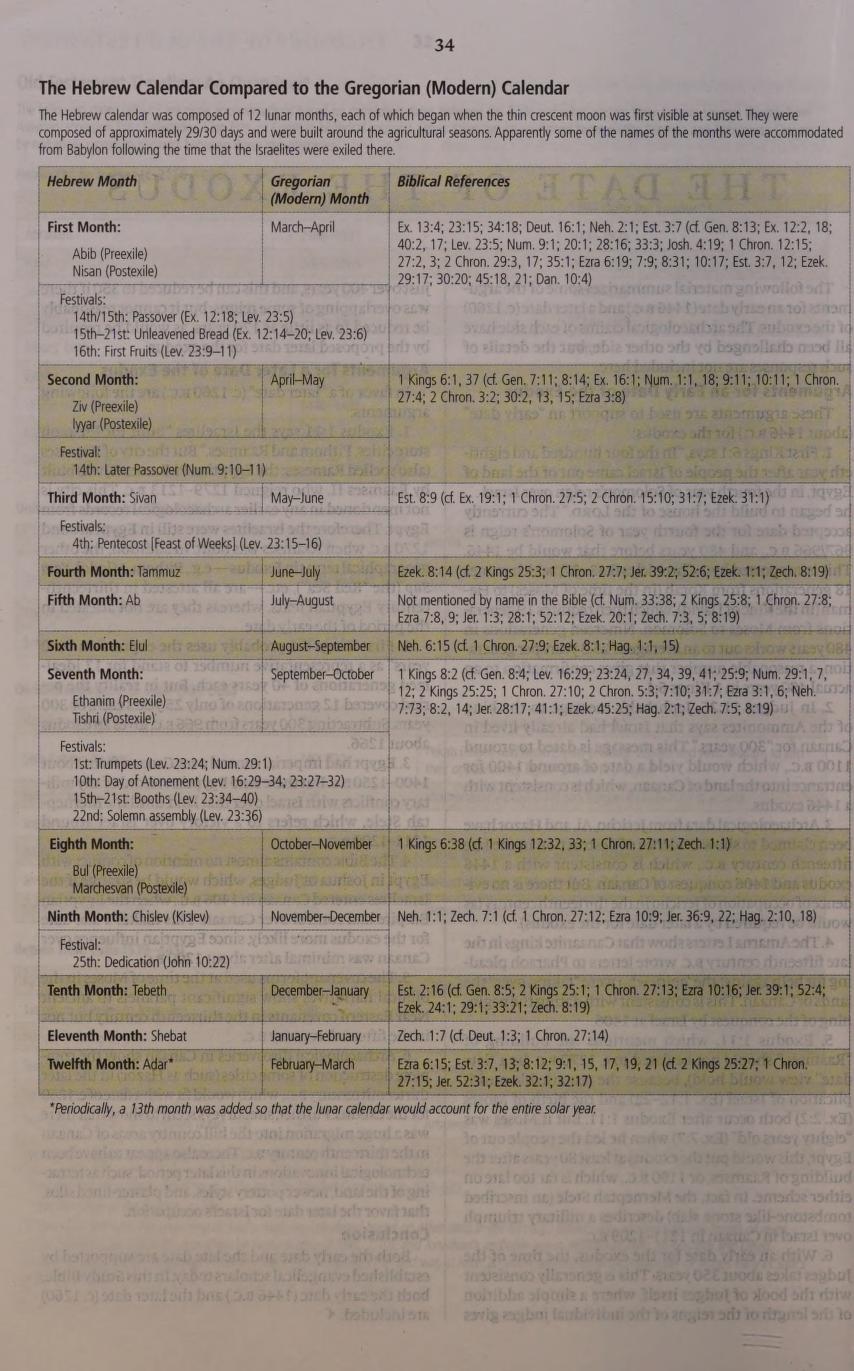 34
The Hebrew Calendar Compared to the Gregorian (Modern) Calendar
The Hebrew calendar was composed of 12 lunar months, each of which began when the thin crescent moon was first visible at sunset. They were
composed of approximately 29/30 days and were built around the agricultural seasons. Apparently some of the names of the months were accommodated
from Babylon following the time that the Israelites were exiled there.
Hebrew Month
Gregorian
(Modern) Month
Biblical References
First Month:
Abib (Preexile)
Nisan (Postexile)
March–April
Ex. 13:4; 23:15; 34:18; Deut. 16:1; Neh. 2:1; Est. 3:7 (cf. Gen. 8:13; Ex. 12:2, 18;
40:2, 17; Lev. 23:5; Num. 9:1; 20:1; 28:16; 33:3; Josh. 4:19; 1 Chron. 12:15;
27:2, 3; 2 Chron. 29:3, 17; 35:1; Ezra 6:19; 7:9; 8:31; 10:17; Est. 3:7, 12; Ezek.
29:17; 30:20; 45:18, 21; Dan. 10:4)
Festivals:
14th/15th: Passover (Ex. 12:18; Lev. 23:5)
15th–21st: Unleavened Bread (Ex. 12:14–20; Lev. 23:6)
16th: First Fruits (Lev. 23:9–11)
Second Month:
Ziv (Preexile)
Iyyar (Postexile)
April–May
1 Kings 6:1, 37 (cf. Gen. 7:11; 8:14; Ex. 16:1; Num. 1:1, 18; 9:11; 10:11; 1 Chron.
27:4; 2 Chron. 3:2; 30:2, 13, 15; Ezra 3:8)
Festival:
14th: Later Passover (Num. 9:10–11)
Third Month: Sivan
May–June
Est. 8:9 (cf. Ex. 19:1; 1 Chron. 27:5; 2 Chron. 15:10; 31:7; Ezek. 31:1)
Festivals:
4th: Pentecost [Feast of Weeks] (Lev. 23:15–16)
Fourth Month: Tammuz
June–July
Ezek. 8:14 (cf. 2 Kings 25:3; 1 Chron. 27:7; Jer. 39:2; 52:6; Ezek. 1:1; Zech. 8:19)
Fifth Month: Ab
July–August
Not mentioned by name in the Bible (cf. Num. 33:38; 2 Kings 25:8; 1 Chron. 27:8;
Ezra 7:8, 9; Jer. 1:3; 28:1; 52:12; Ezek. 20:1; Zech. 7:3, 5; 8:19)
Sixth Month: Elul
August–September
Neh. 6:15 (cf. 1 Chron. 27:9; Ezek. 8:1; Hag. 1:1, 15)
Seventh Month:
Ethanim (Preexile)
Tishri (Postexile)
September–October
1 Kings 8:2 (cf. Gen. 8:4; Lev. 16:29; 23:24, 27, 34, 39, 41; 25:9; Num. 29:1, 7,
12; 2 Kings 25:25; 1 Chron. 27:10; 2 Chron. 5:3; 7:10; 31:7; Ezra 3:1, 6; Neh.
7:73; 8:2, 14; Jer. 28:17; 41:1; Ezek. 45:25; Hag. 2:1; Zech. 7:5; 8:19)
Festivals:
1st: Trumpets (Lev. 23:24; Num. 29:1)
10th: Day of Atonement (Lev. 16:29–34; 23:27–32)
15th–21st: Booths (Lev. 23:34–40)
22nd: Solemn assembly (Lev. 23:36)
Eighth Month:
Bul (Preexile)
Marchesvan (Postexile)
October–November
1 Kings 6:38 (cf. 1 Kings 12:32, 33; 1 Chron. 27:11; Zech. 1:1)
Ninth Month: Chislev (Kislev)
November–December
Neh. 1:1; Zech. 7:1 (cf. 1 Chron. 27:12; Ezra 10:9; Jer. 36:9, 22; Hag. 2:10, 18)
Festival:
25th: Dedication (John 10:22)
Tenth Month: Tebeth
December–January
Est. 2:16 (cf. Gen. 8:5; 2 Kings 25:1; 1 Chron. 27:13; Ezra 10:16; Jer. 39:1; 52:4;
Ezek. 24:1; 29:1; 33:21; Zech. 8:19)
Eleventh Month: Shebat
January–February
Zech. 1:7 (cf. Deut. 1:3; 1 Chron. 27:14)
Twelfth Month: Adar*
February–March
Ezra 6:15; Est. 3:7, 13; 8:12; 9:1, 15, 17, 19, 21 (cf. 2 Kings 25:27; 1 Chron.
27:15; Jer. 52:31; Ezek. 32:1; 32:17)
*Periodically, a 13th month was added so that the lunar calendar would account for the entire solar year.